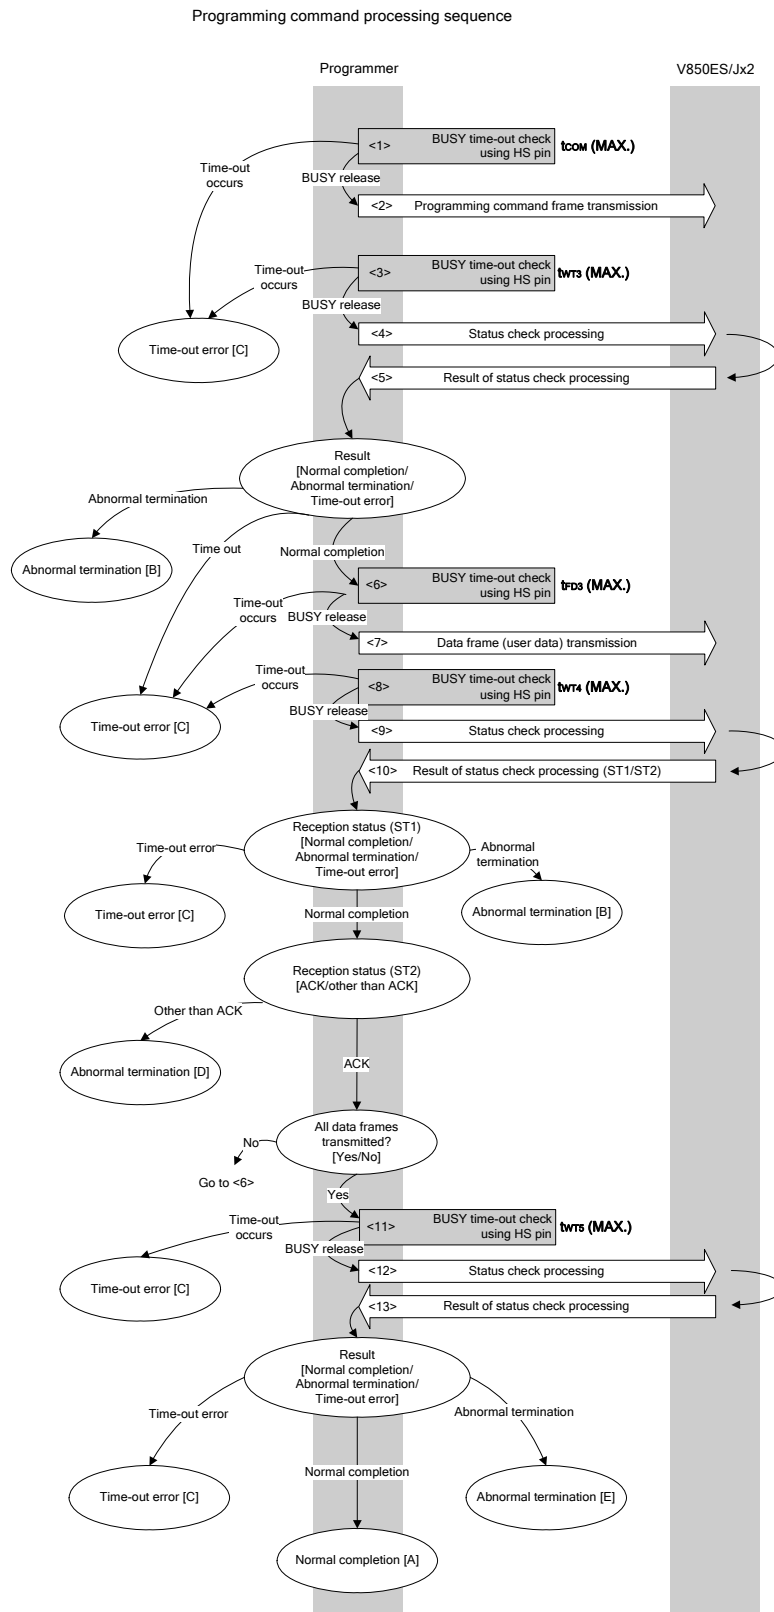 Programming command processing sequence
Programmer
V850ES/Jx2
<1>
BUSY time-out check
using HS pin
tCOM (MAX.)
Time-out
occurs
BUSY release
<2>
Programming command frame transmission
<3>
BUSY time-out check
using HS pin
tWT3 (MAX.)
Time-out
occurs
BUSY release
<4>
Status check processing
Time-out error [C]
<5>
Result of status check processing
Result
[Normal completion/
Abnormal termination/
Time-out error]
Abnormal termination
Abnormal termination [B]
Time out
Normal completion
<6>
BUSY time-out check
using HS pin
tFD3 (MAX.)
Time-out
occurs
BUSY release
<7>
Data frame (user data) transmission
<8>
BUSY time-out check
using HS pin
tWT4 (MAX.)
Time-out
occurs
BUSY release
Time-out error [C]
<9>
Status check processing
<10>
Result of status check processing (ST1/ST2)
Reception status (ST1)
[Normal completion/
Abnormal termination/
Time-out error]
Time-out error
Abnormal
termination
Time-out error [C]
Normal completion
Abnormal termination [B]
Reception status (ST2)
[ACK/other than ACK]
Other than ACK
Abnormal termination [D]
ACK
All data frames
transmitted?
[Yes/No]
No
Go to <6>
Yes
<11>
BUSY time-out check
using HS pin
tWT5 (MAX.)
Time-out
occurs
BUSY release
<12>
Status check processing
Time-out error [C]
<13>
Result of status check processing
Result
[Normal completion/
Abnormal termination/
Time-out error]
Time-out error
Abnormal termination
Normal completion
Time-out error [C]
Abnormal termination [E]
Normal completion [A]